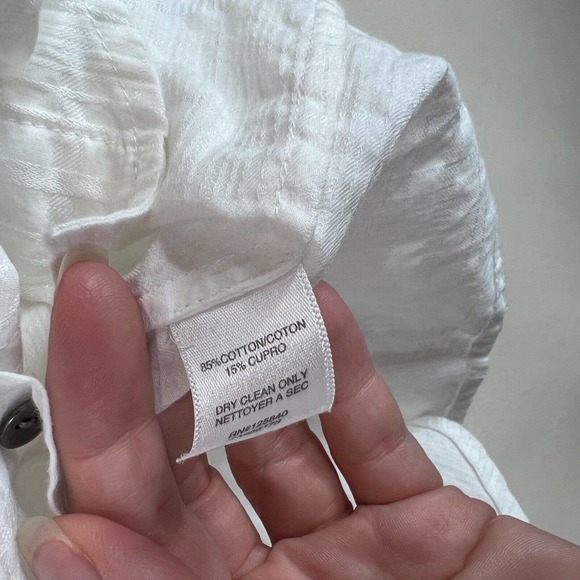 85%COTTON/COTON
15% CUPRO
DRY CLEAN ONLY
NETTOYER A SEC
RN#125840